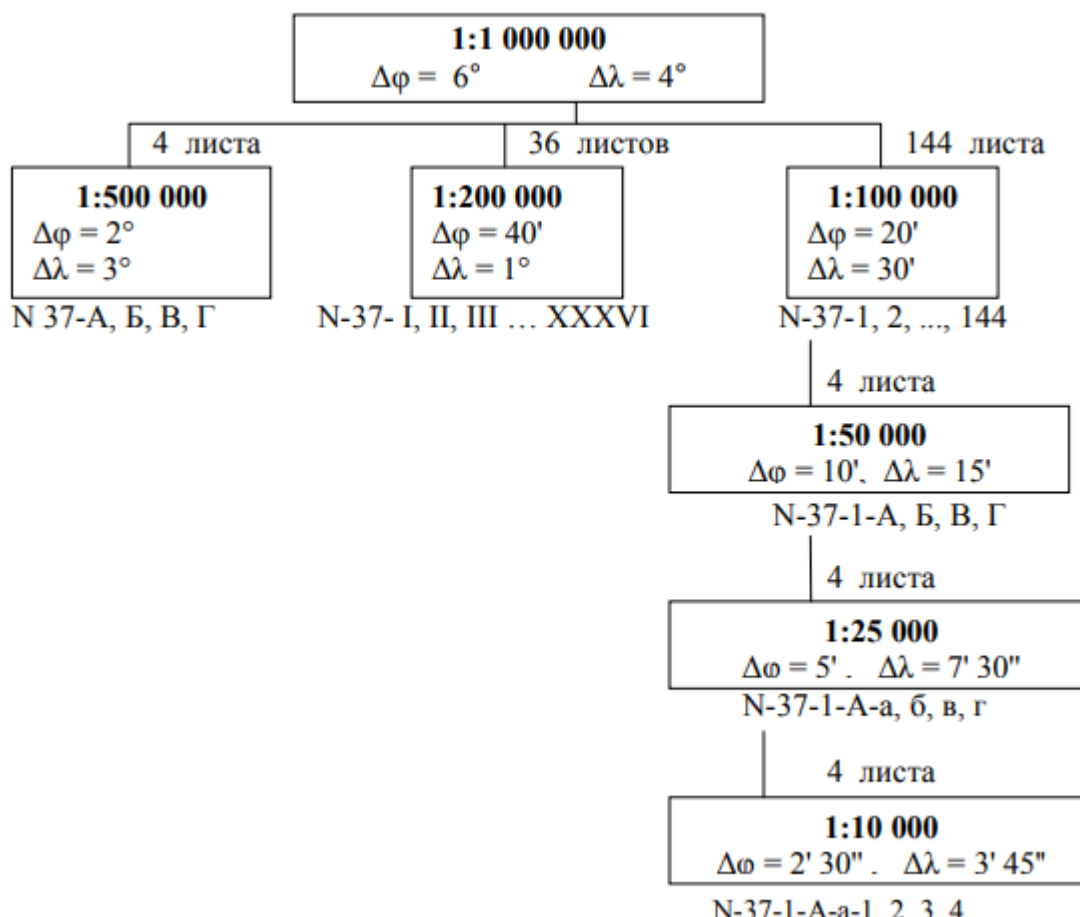 1:1 000 000
Δφ = 6° Δλ = 4°
4 листа 36 листов 144 листа
1:500 000 1:200 000 1:100 000
Δφ = 2° Δφ = 40' Δφ = 20'
Δλ = 3° Δλ = 1° Δλ = 30'
N 37-А, Б, В, Г N-37- I, II, III … XXXVI N-37-1, 2, ..., 144
4 листа
1:50 000
Δφ = 10', Δλ = 15'
N-37-1-А, Б, В, Г
4 листа
1:25 000
Δφ = 5' . Δλ = 7' 30"
N-37-1-А-а, б, в, г
4 листа
1:10 000
Δφ = 2' 30" . Δλ = 3' 45"
N-37-1-А-а-1, 2, 3, 4